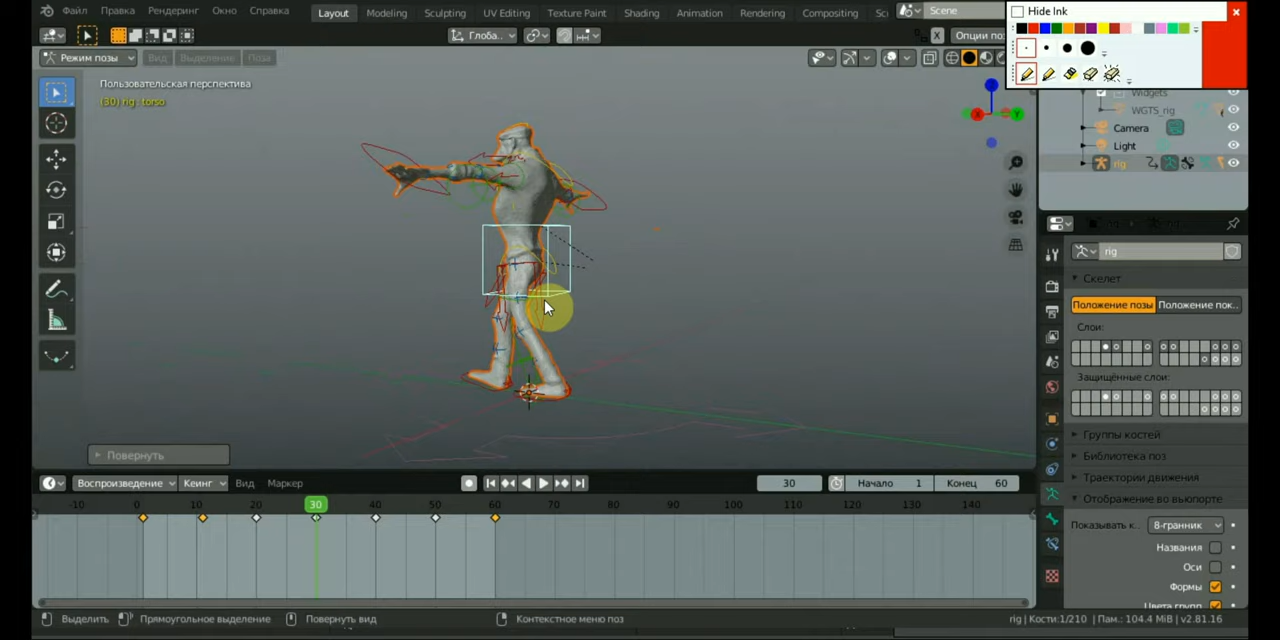 Файл Правка Рендеринг Окно Справка Layout Modeling Sculpting UV Editing Texture Paint Shading Animation Rendering Compositing Sc Scene
Hide Ink
Глоба..
Опции поз
Режим позы Вид Выделение Поза
Пользовательская перспектива
(30) rig : torso
Widgets
WGTS_rig
Camera
Light
rig
rig
Скелет
Положение позы Положение пок..
Слои:
Защищённые слои:
Группы костей
Библиотека поз
Траектории движения
Отображение во вьюпорте
Показывать к.. 8-гранник
Названия
Оси
Формы
Цвета групп
Повернуть
Воспроизведение Кеинг Вид Маркер 30 Начало 1 Конец 60
-10 0 10 20 30 40 50 60 70 80 90 100 110 120 130 140
Выделить Прямоугольное выделение Повернуть вид Контекстное меню поз rig | Кости:1/210 | Пам.: 104.4 MiB | v2.81.16